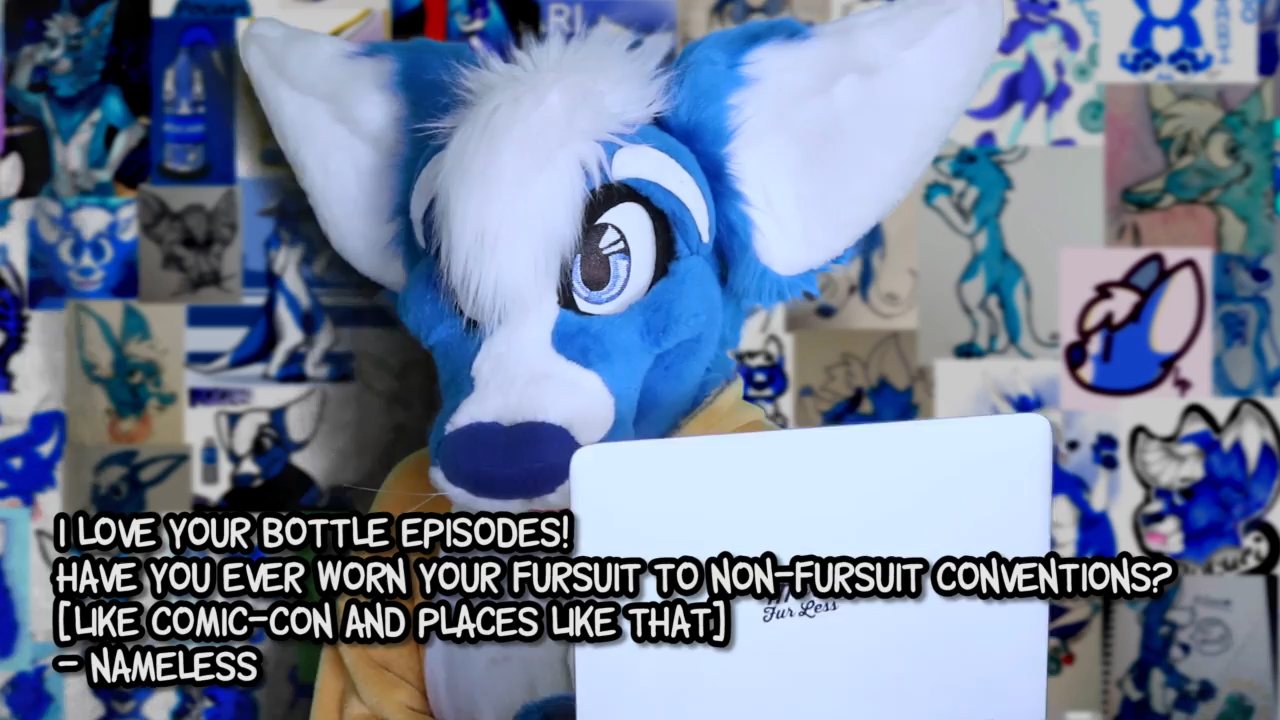 RI
I LOVE YOUR BOTTLE EPISODES!
HAVE YOU EVER WORN YOUR FURSUIT TO NON-FURSUIT CONVENTIONS?
[LIKE COMIC-CON AND PLACES LIKE THAT]
Fur Less
- NAMELESS